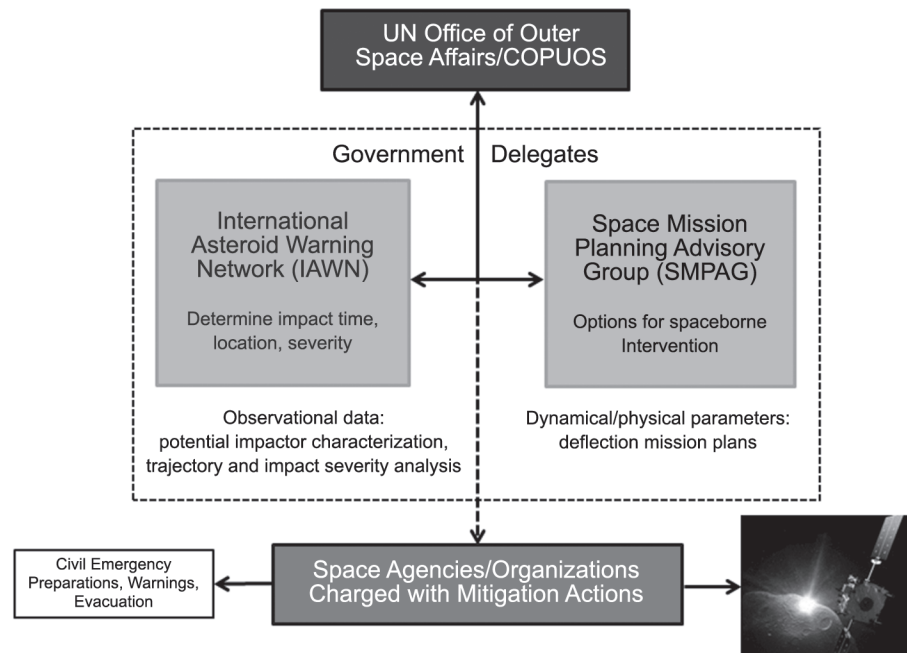 UN Office of Outer
Space Affairs/COPUOS
Government Delegates
International
Asteroid Warning
Network (IAWN)
Determine impact time,
location, severity
Space Mission
Planning Advisory
Group (SMPAG)
Options for spaceborne
Intervention
Observational data:
potential impactor characterization,
trajectory and impact severity analysis
Dynamical/physical parameters:
deflection mission plans
Civil Emergency
Preparations, Warnings,
Evacuation
Space Agencies/Organizations
Charged with Mitigation Actions